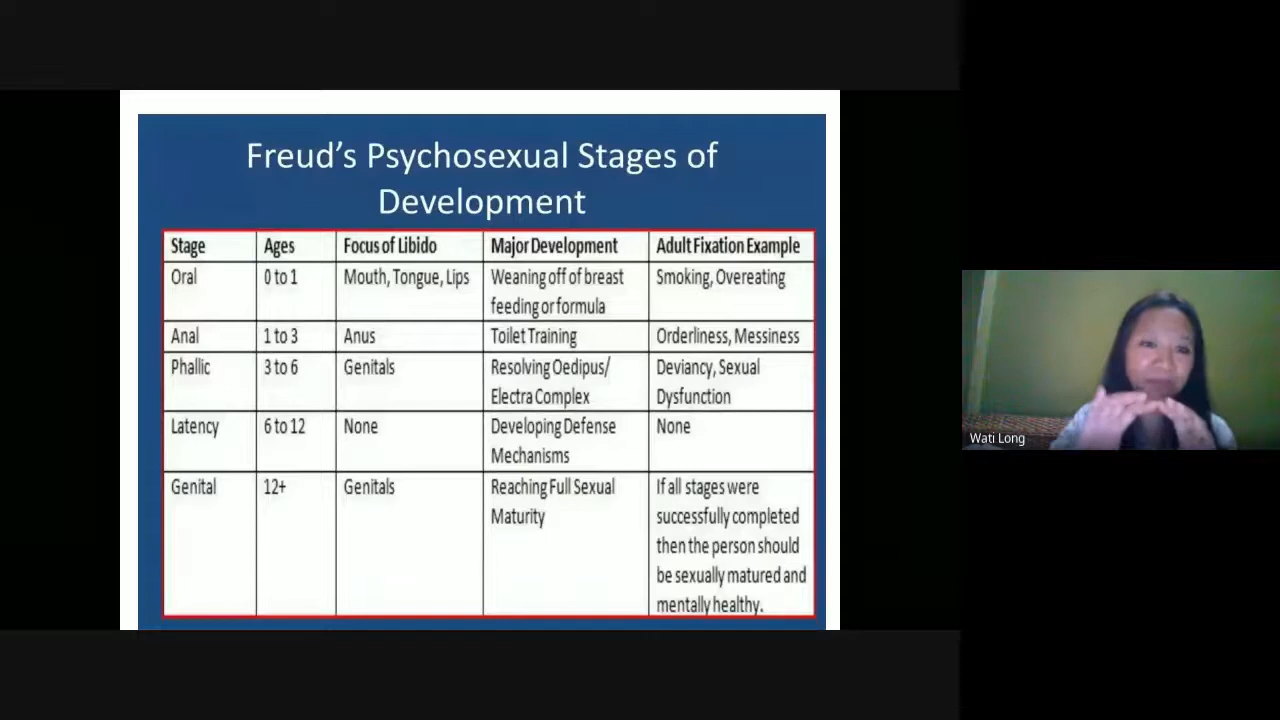 Freud's Psychosexual Stages of
Development
Stage Ages Focus of Libido Major Development Adult Fixation Example
Oral 0 to 1 Mouth, Tongue, Lips Weaning off of breast Smoking, Overeating
feeding or formula
Anal 1 to 3 Anus Toilet Training Orderliness, Messiness
Phallic 3 to 6 Genitals Resolving Oedipus/ Deviancy, Sexual
Electra Complex Dysfunction
Latency 6 to 12 None Developing Defense None
Mechanisms
Genital 12+ Genitals Reaching Full Sexual If all stages were
Maturity successfully completed
then the person should
be sexually matured and
mentally healthy.
Wati Long